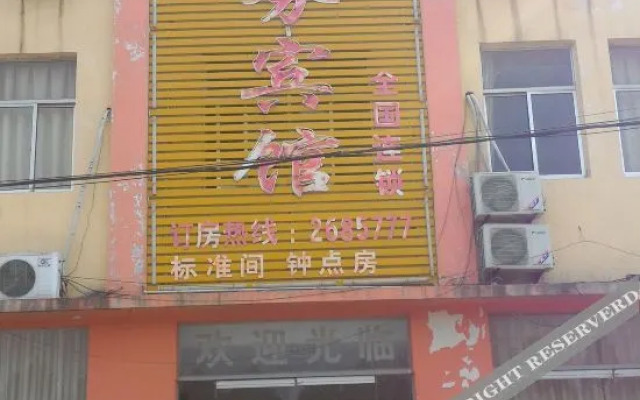 宾馆
全国连锁
订房热线：2685777
标准间 钟点房
欢迎光临
RIGHT RESERVERD